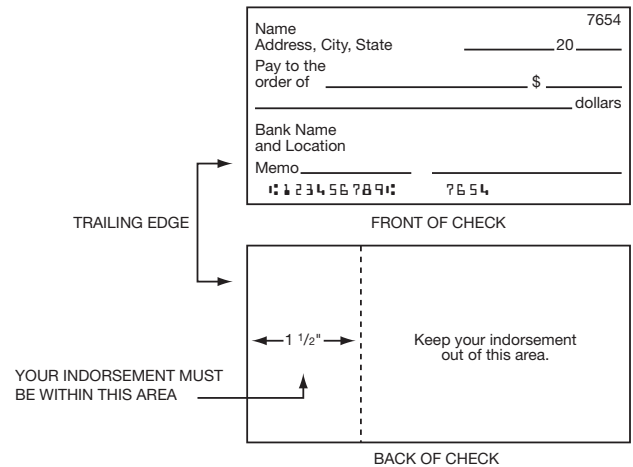 7654
Name
Address, City, State 20
Pay to the
order of $
dollars
Bank Name
and Location
Memo
⑆123456789⑆ 7654
TRAILING EDGE
FRONT OF CHECK
1 1/2"
Keep your indorsement
out of this area.
YOUR INDORSEMENT MUST
BE WITHIN THIS AREA
BACK OF CHECK